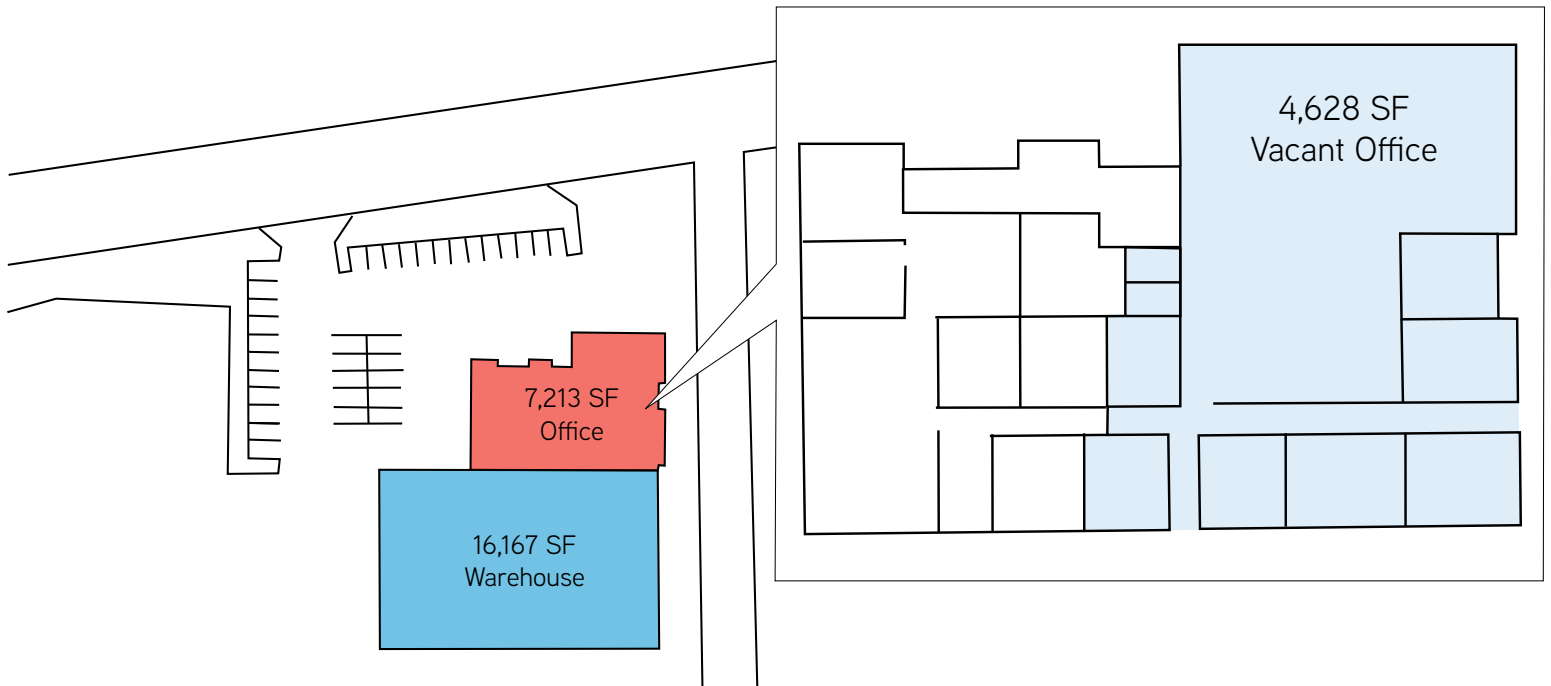 4,628 SF
Vacant Office
7,213 SF
Office
16,167 SF
Warehouse